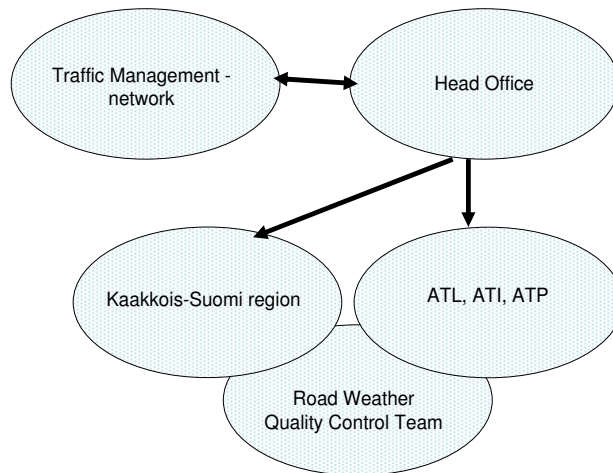 Traffic Management -
network
Head Office
Kaakkois-Suomi region
ATL, ATI, ATP
Road Weather
Quality Control Team